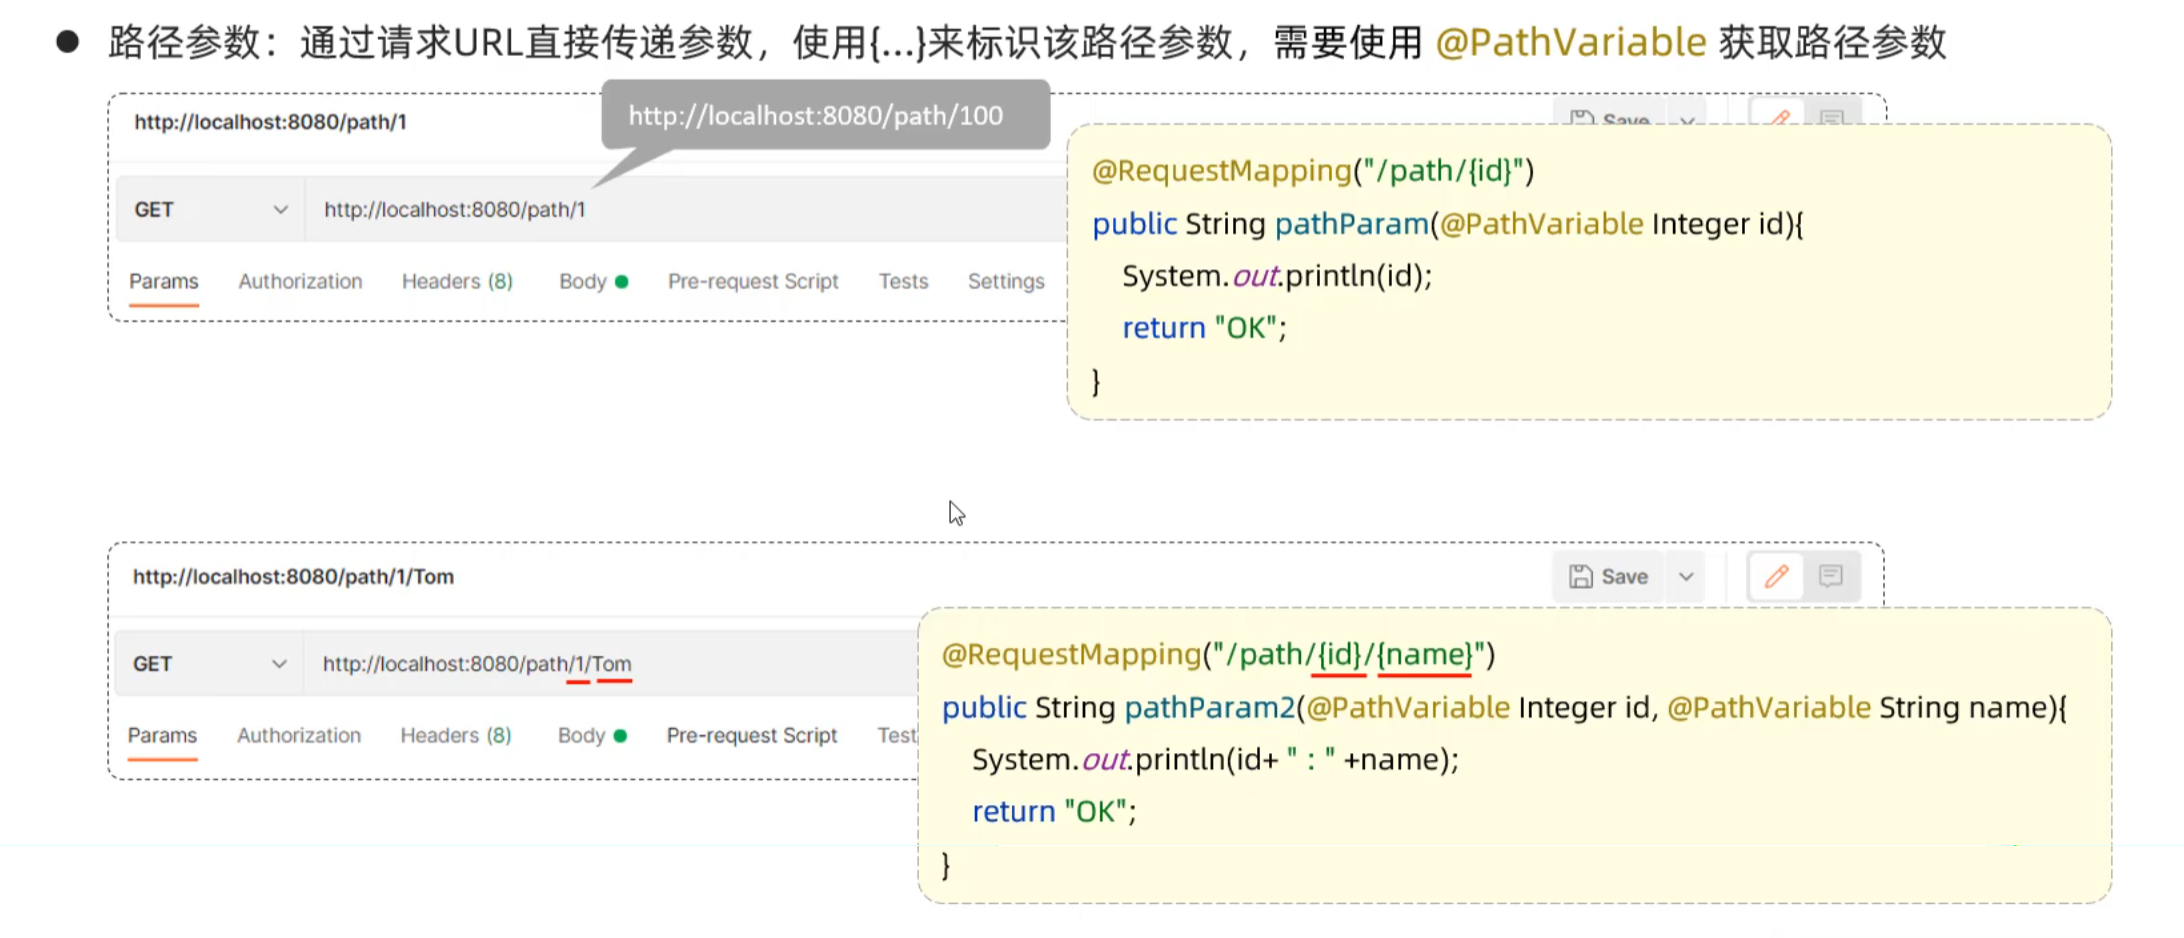 ● 路径参数：通过请求URL直接传递参数，使用{...}来标识该路径参数，需要使用 @PathVariable 获取路径参数
http://localhost:8080/path/1
http://localhost:8080/path/100
Save
GET
http://localhost:8080/path/1
Params Authorization Headers (8) Body Pre-request Script Tests Settings
@RequestMapping("/path/{id}")
public String pathParam(@PathVariable Integer id){
System.out.println(id);
return "OK";
}
http://localhost:8080/path/1/Tom
Save
GET
http://localhost:8080/path/1/Tom
Params Authorization Headers (8) Body Pre-request Script Test
@RequestMapping("/path/{id}/{name}")
public String pathParam2(@PathVariable Integer id, @PathVariable String name){
System.out.println(id+ " : " +name);
return "OK";
}